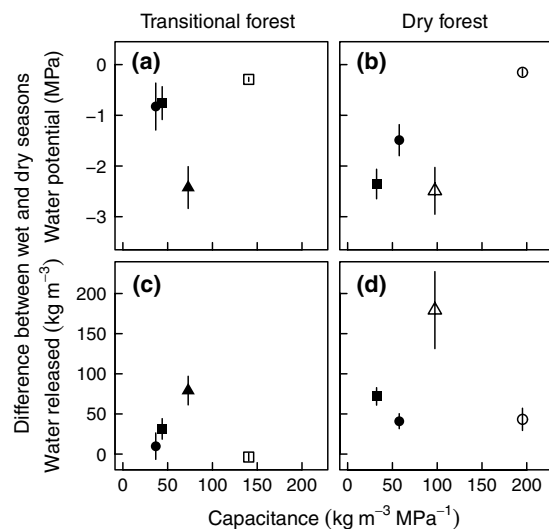 Transitional forest Dry forest
Difference between wet and dry seasons
Water potential (MPa)
(a) (b)
0
−1
−2
−3
Water released (kg m−3)
(c) (d)
200
150
100
50
0
0 50 100 150 200 0 50 100 150 200
Capacitance (kg m−3 MPa−1)